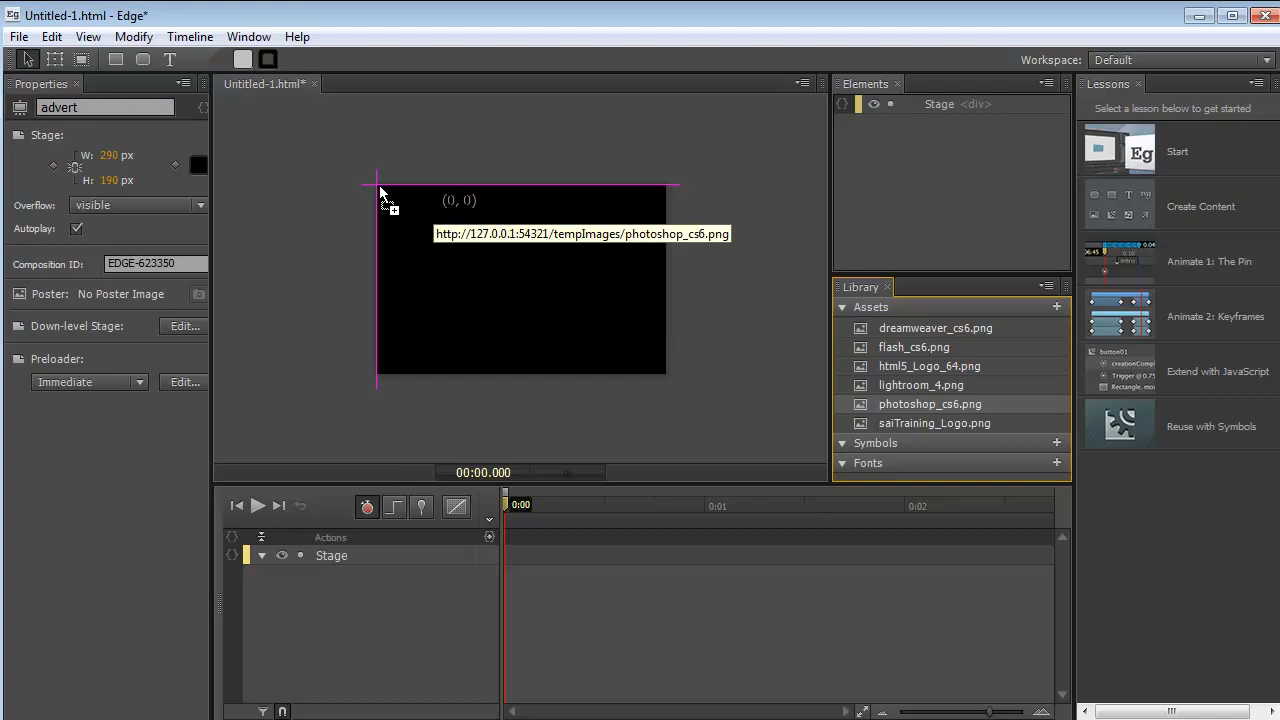 Eg Untitled-1.html - Edge*
File Edit View Modify Timeline Window Help
T Workspace: Default
Properties ×
advert
Stage:
W: 290 px
H: 190 px
Overflow: visible
Autoplay:
Composition ID: EDGE-623350
Poster: No Poster Image
Down-level Stage: Edit...
Preloader:
Immediate Edit...
Untitled-1.html* ×
(0, 0)
http://127.0.0.1:54321/tempImages/photoshop_cs6.png
00:00.000
Elements ×
Stage <div>
Library ×
Assets
dreamweaver_cs6.png
flash_cs6.png
html5_Logo_64.png
lightroom_4.png
photoshop_cs6.png
saiTraining_Logo.png
Symbols
Fonts
Lessons ×
Select a lesson below to get started
Eg Start
Create Content
Animate 1: The Pin
Animate 2: Keyframes
button01
Extend with JavaScript
Reuse with Symbols
0:00 0:01 0:02
Actions
Stage